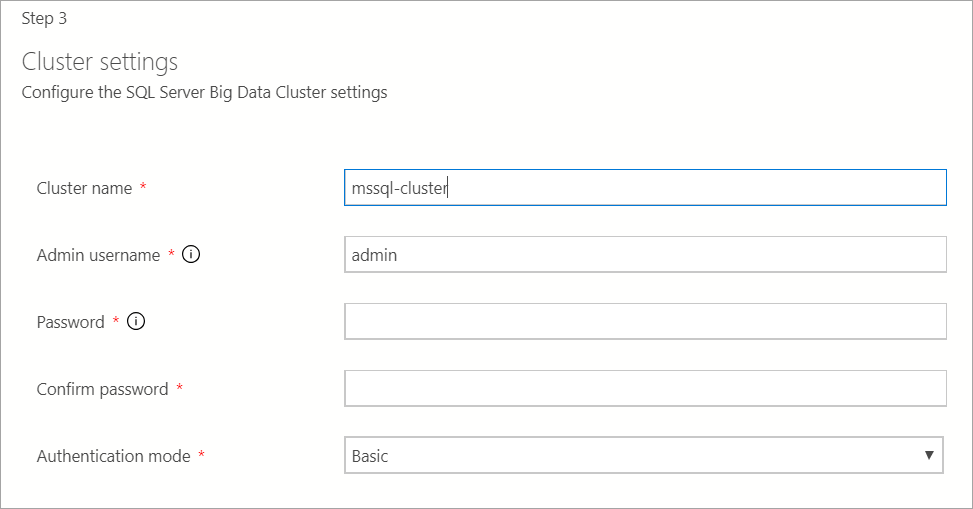 Step 3
Cluster settings
Configure the SQL Server Big Data Cluster settings
Cluster name * mssql-cluster
Admin username * ⓘ admin
Password * ⓘ
Confirm password *
Authentication mode * Basic ▼